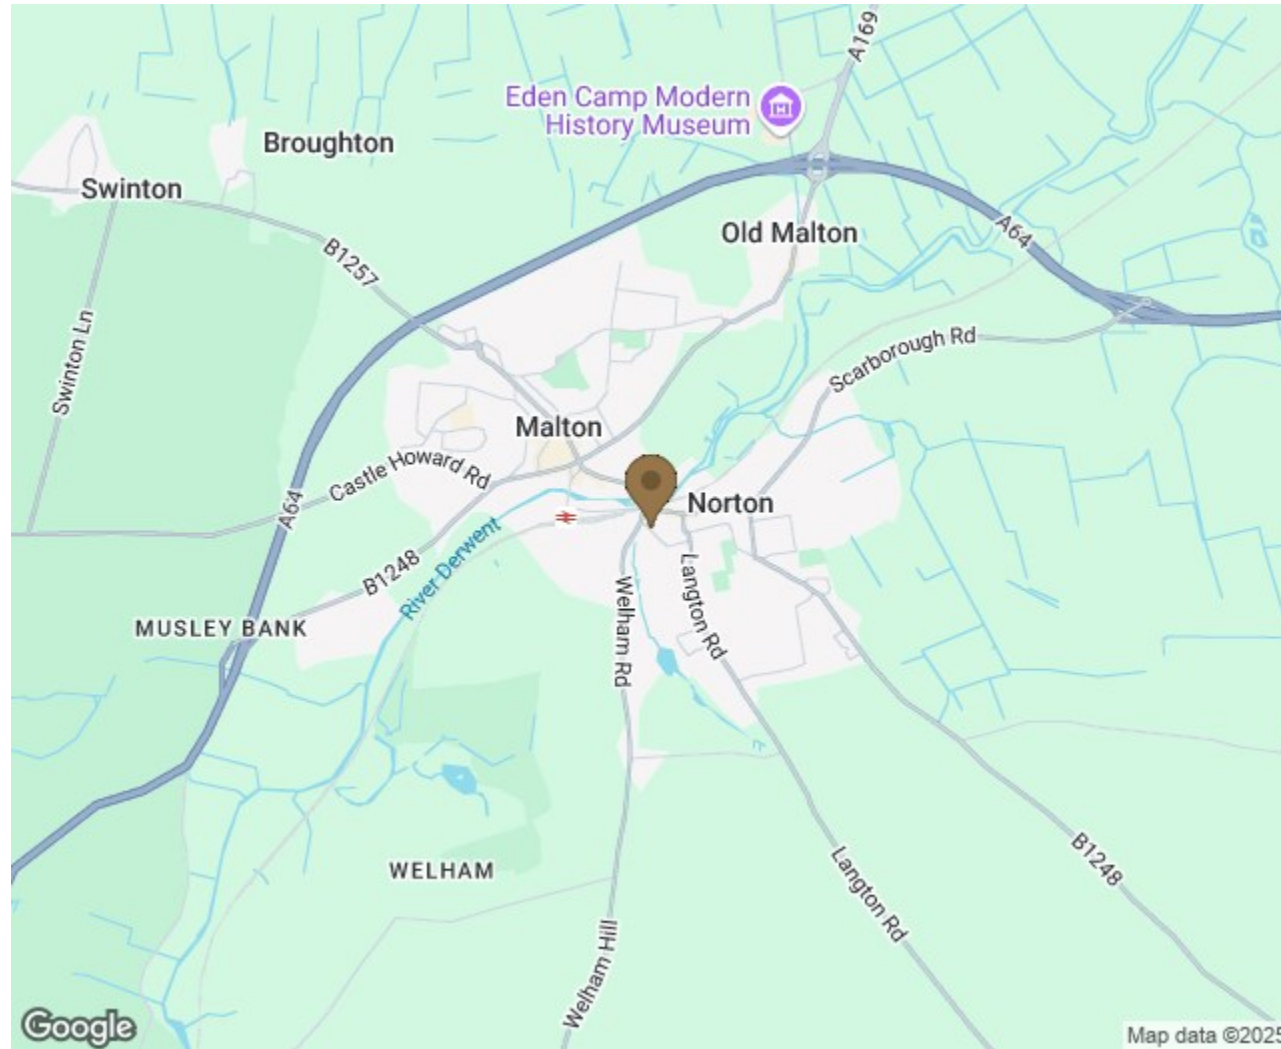 A169
Eden Camp Modern
History Museum
Broughton
Swinton
Old Malton
A64
B1257
Scarborough Rd
Swinton Ln
Malton
Castle Howard Rd
A64
Norton
River Derwent
B1248
Langton Rd
Welham Rd
MUSLEY BANK
WELHAM
B1248
Langton Rd
Welham Hill
Google
Map data ©2025